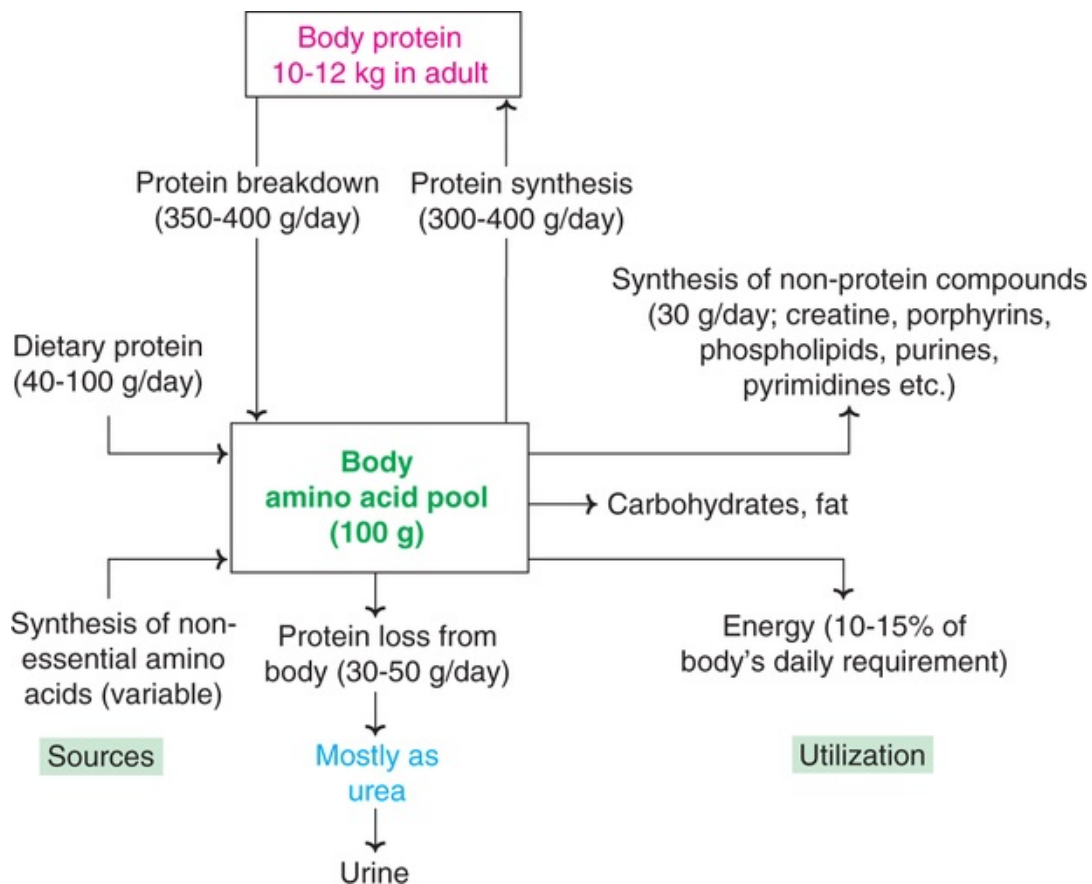 Body protein
10-12 kg in adult
Protein breakdown
(350-400 g/day)
Protein synthesis
(300-400 g/day)
Synthesis of non-protein compounds
(30 g/day; creatine, porphyrins,
phospholipids, purines,
pyrimidines etc.)
Dietary protein
(40-100 g/day)
Body
amino acid pool
(100 g)
Carbohydrates, fat
Synthesis of non-
essential amino
acids (variable)
Protein loss from
body (30-50 g/day)
Energy (10-15% of
body's daily requirement)
Sources
Mostly as
urea
Utilization
Urine